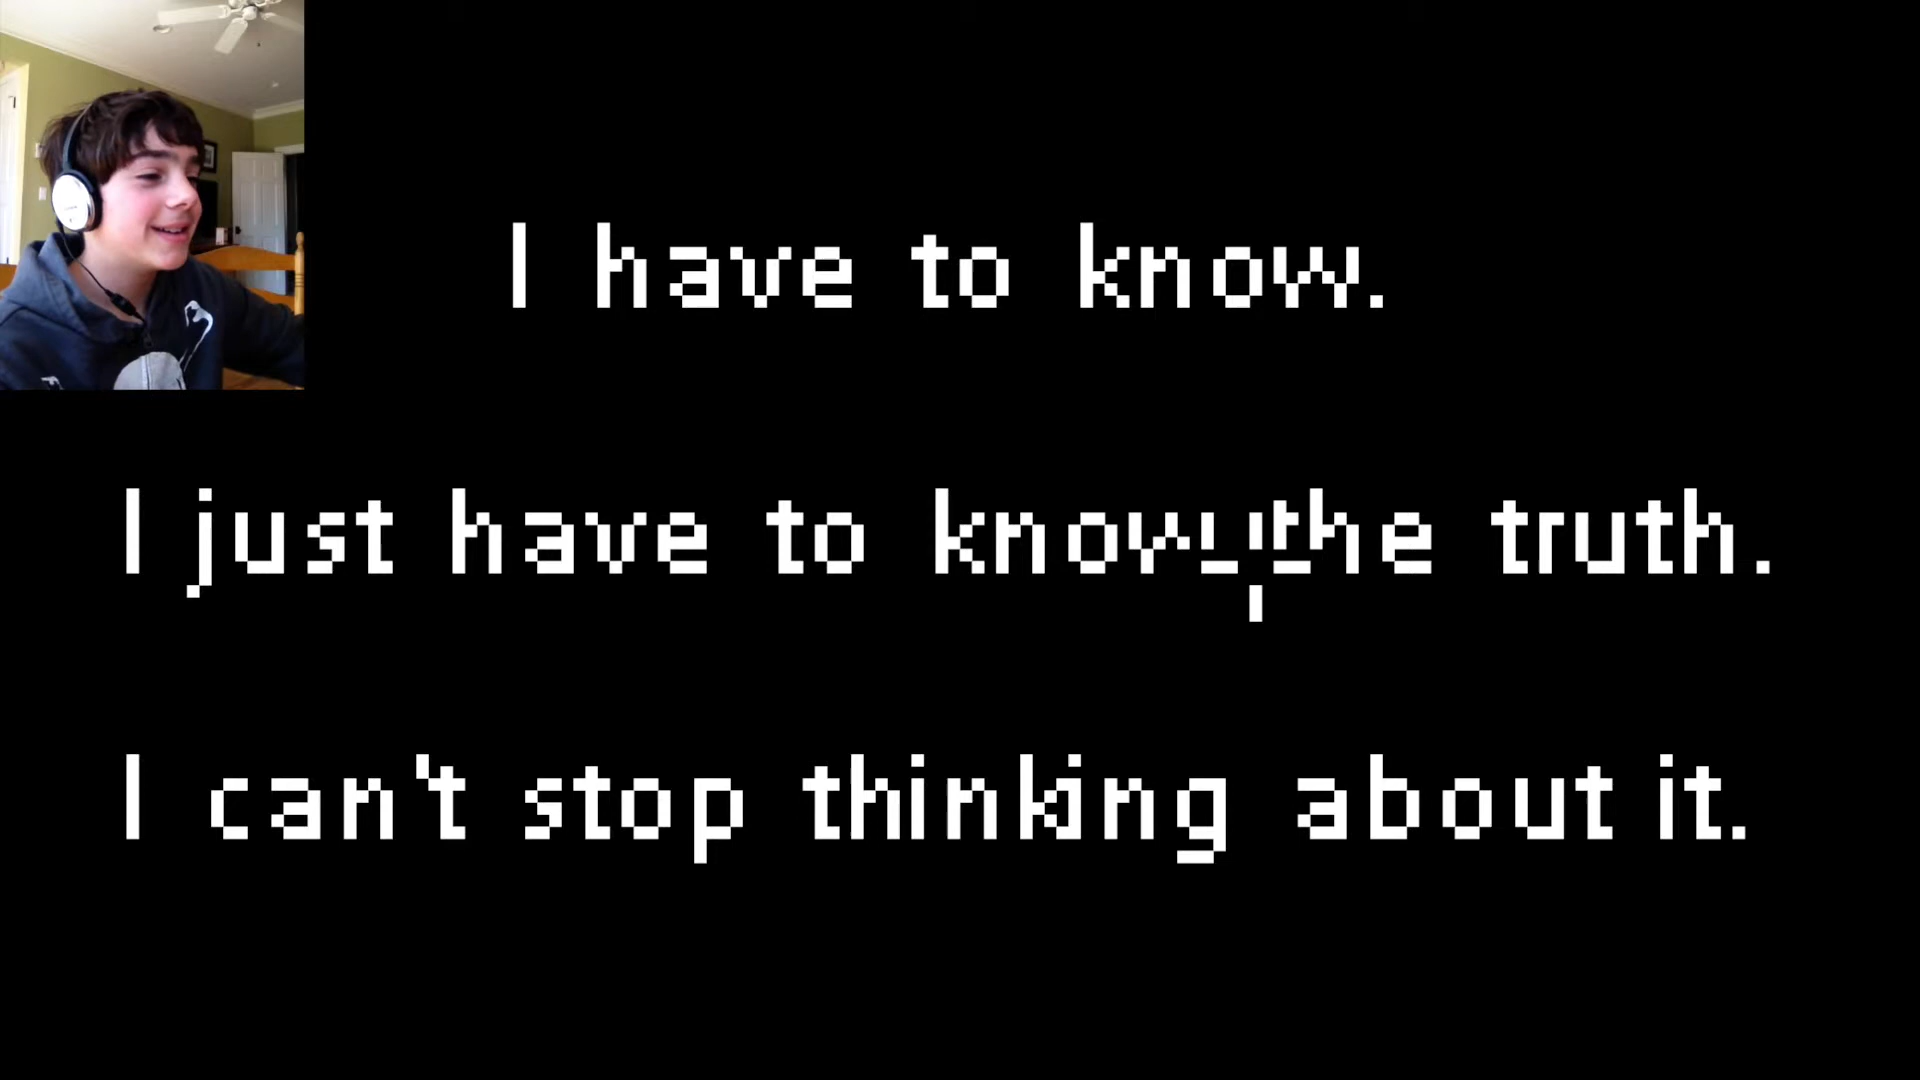 I have to know.
I just have to know the truth.
I can't stop thinking about it.